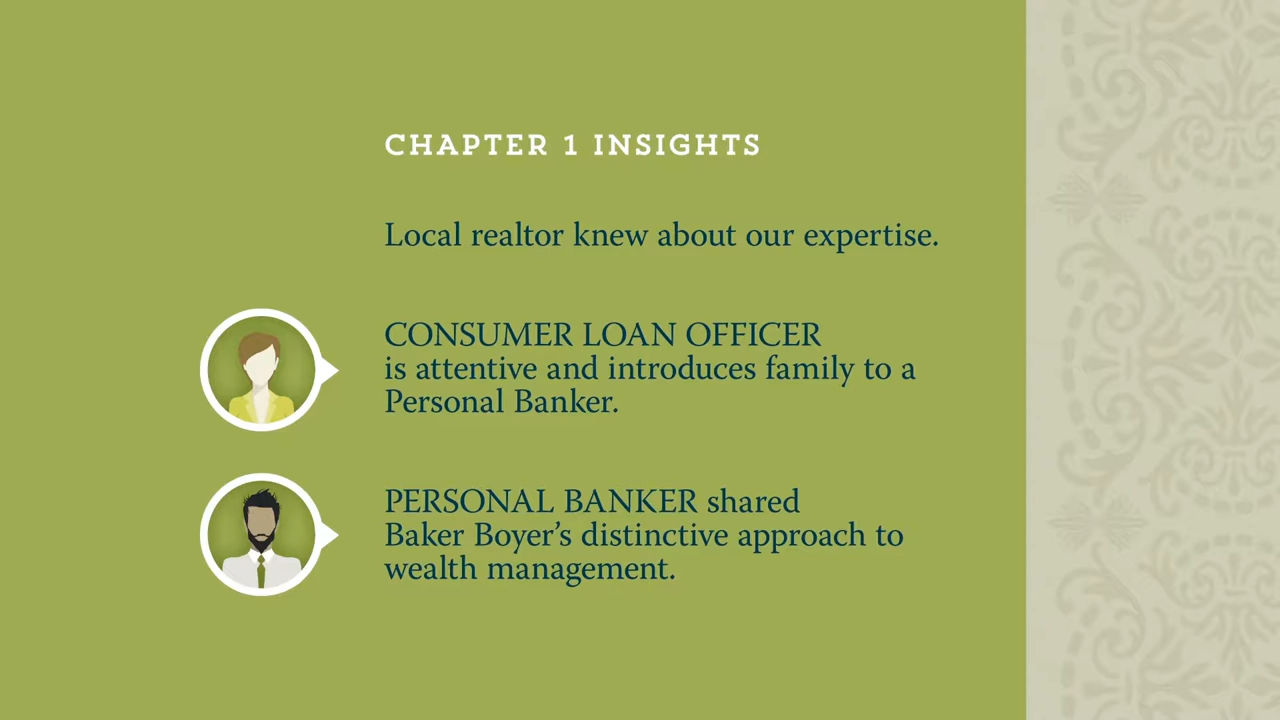 CHAPTER 1 INSIGHTS
Local realtor knew about our expertise.
CONSUMER LOAN OFFICER
is attentive and introduces family to a
Personal Banker.
PERSONAL BANKER shared
Baker Boyer’s distinctive approach to
wealth management.